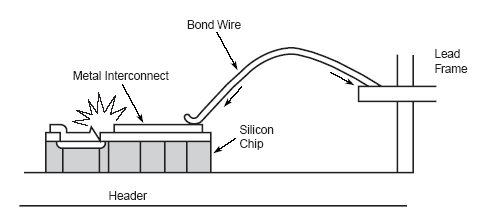 Bond Wire
Lead
Frame
Metal Interconnect
Silicon
Chip
Header